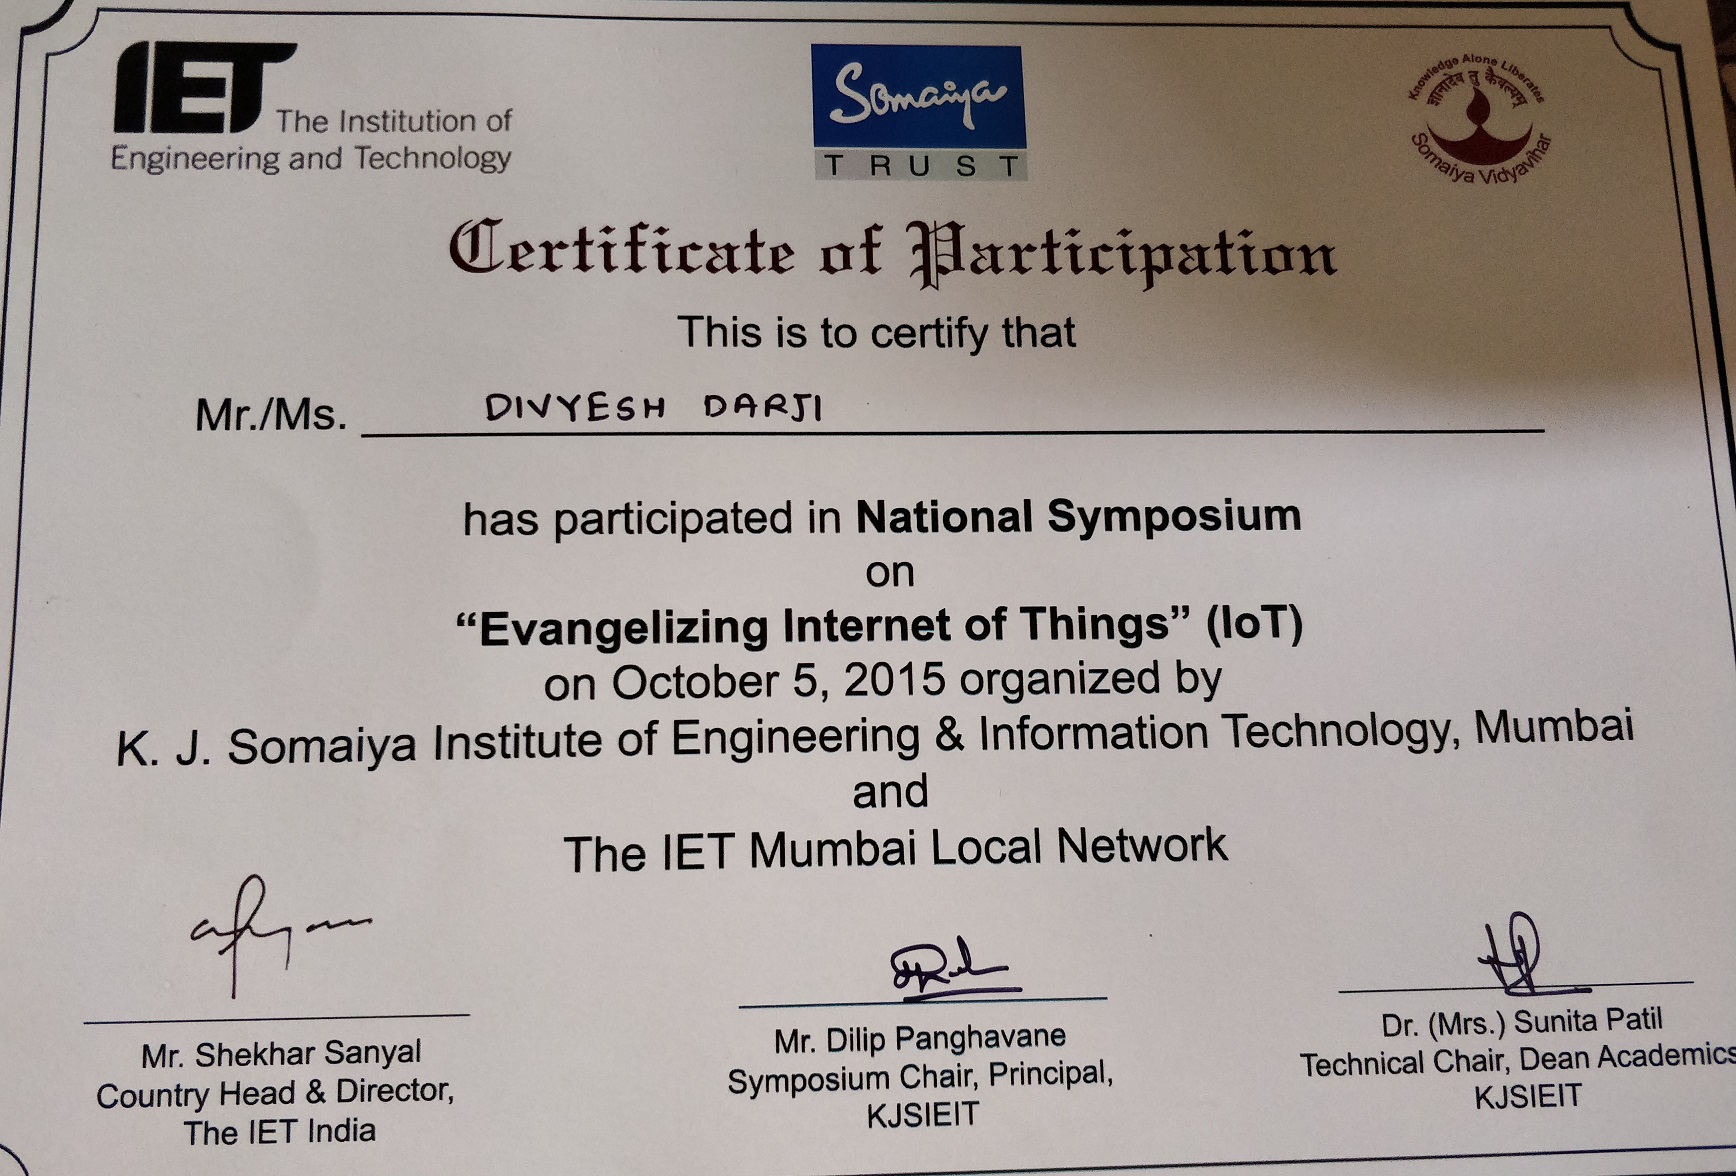 IET The Institution of
Engineering and Technology
Somaiya
TRUST
Knowledge Alone Liberates
ज्ञानादेव तु कैवल्यम्
Somaiya Vidyavihar
Certificate of Participation
This is to certify that
Mr./Ms. DIVYESH DARJI
has participated in National Symposium
on
“Evangelizing Internet of Things” (IoT)
on October 5, 2015 organized by
K. J. Somaiya Institute of Engineering & Information Technology, Mumbai
and
The IET Mumbai Local Network
Mr. Shekhar Sanyal
Country Head & Director,
The IET India
Mr. Dilip Panghavane
Symposium Chair, Principal,
KJSIEIT
Dr. (Mrs.) Sunita Patil
Technical Chair, Dean Academics
KJSIEIT